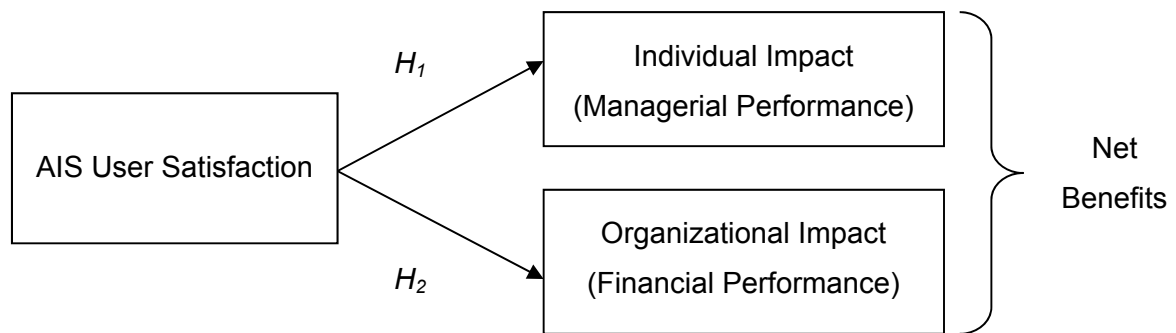 H1
Individual Impact
(Managerial Performance)
AIS User Satisfaction
Net
Benefits
Organizational Impact
(Financial Performance)
H2